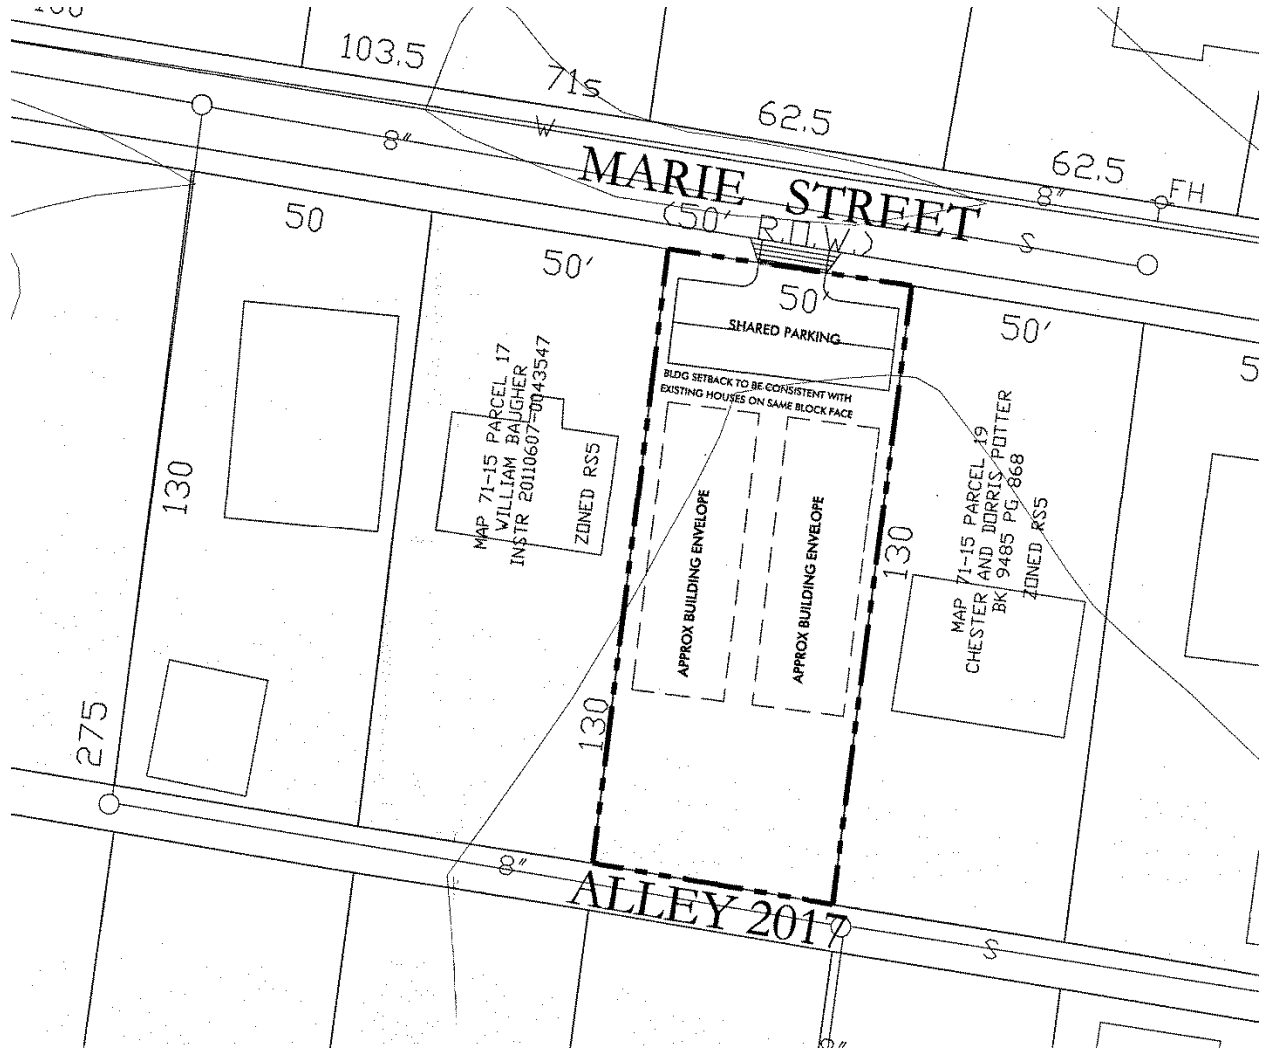 103.5
71s
62.5
62.5
8"
W
8"
FH
MARIE STREET
(50' R.O.W.)
S
50
50'
50'
50'
5
SHARED PARKING
BLDG SETBACK TO BE CONSISTENT WITH
EXISTING HOUSES ON SAME BLOCK FACE
MAP 71-15 PARCEL 17
WILLIAM BAUGHER
INSTR 20110607-0043547
ZONED RS5
APPROX BUILDING ENVELOPE
APPROX BUILDING ENVELOPE
MAP 71-15 PARCEL 19
CHESTER AND DORRIS POTTER
BK 9485 PG 868
ZONED RS5
130
130
130
275
8"
ALLEY 2017
S
8"